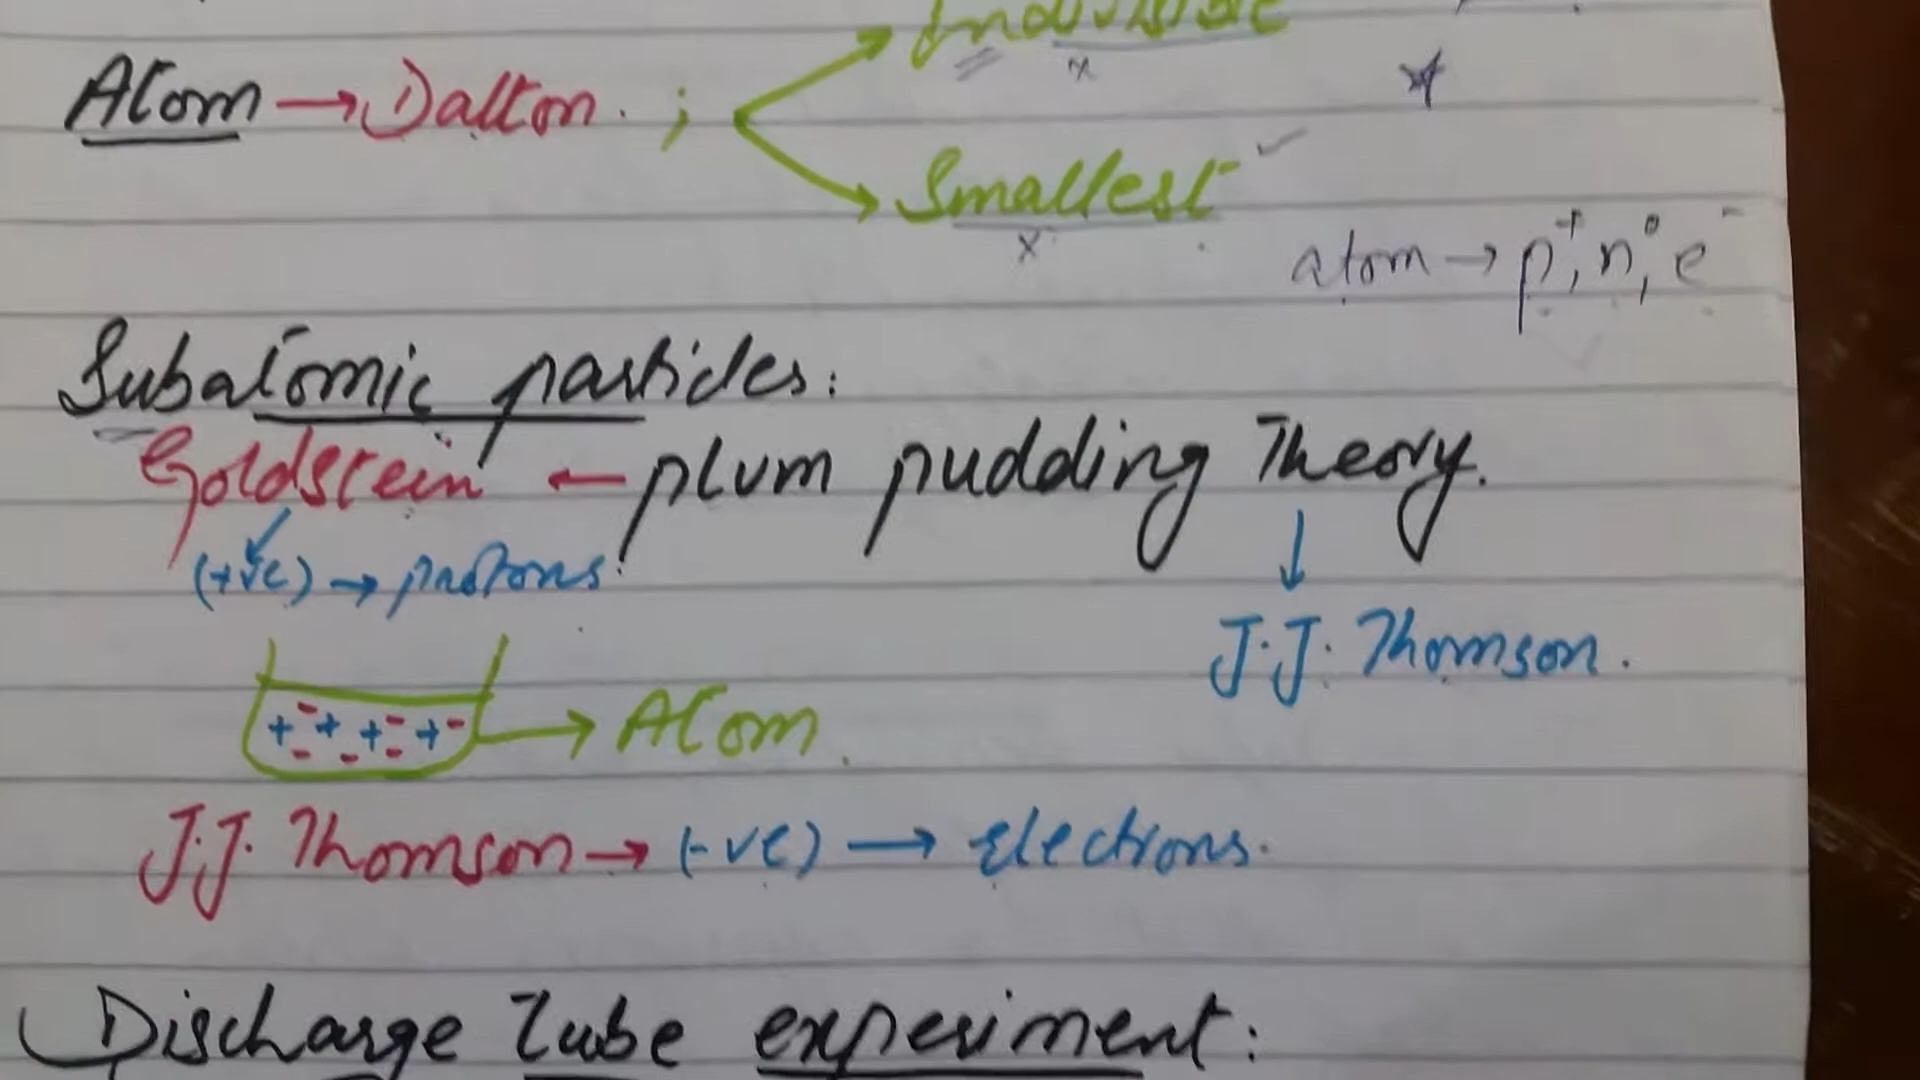 Indivisible
x
Atom → Dalton. ;
Smallest ✓
x
atom → p⁺, n⁰, e⁻
Subatomic particles:
Goldstein ← plum pudding Theory.
(+ve) → protons.
J.J. Thomson.
+ - + + - + -
- - -
→ Atom.
J.J. Thomson → (-ve) → Electrons.
Discharge Tube experiment: